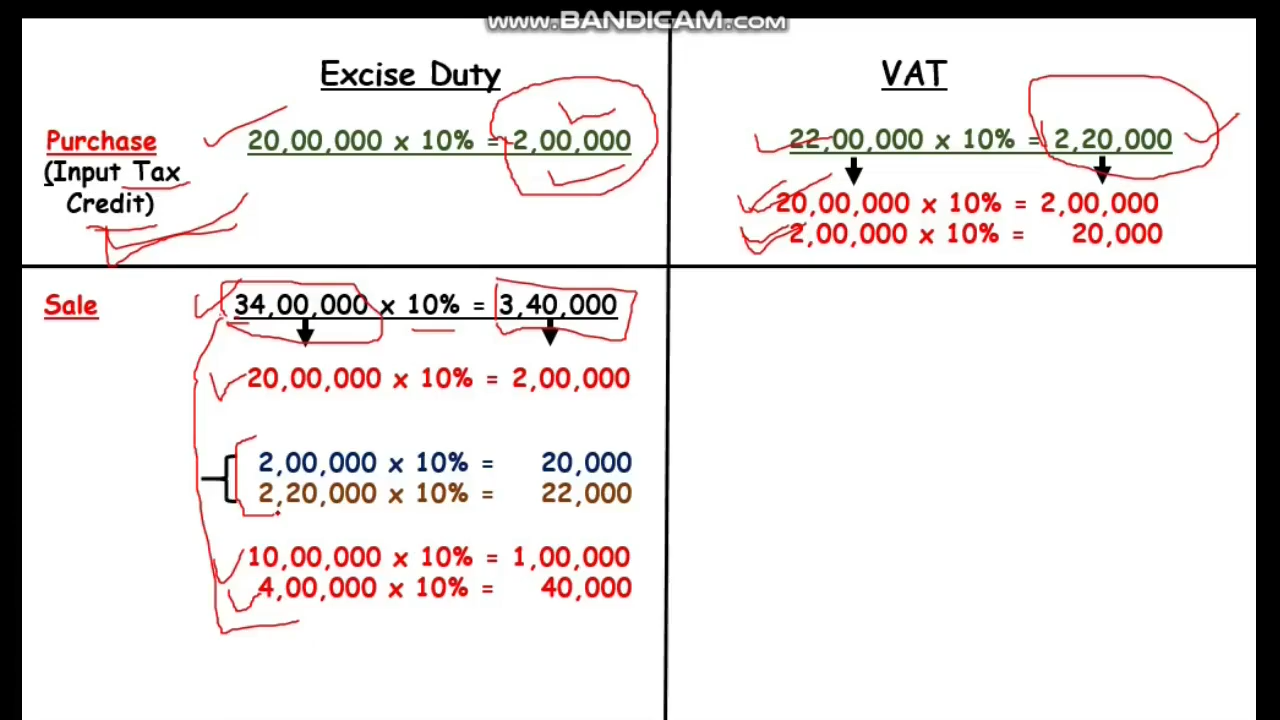 www.BANDICAM.com
Excise Duty
VAT
Purchase
(Input Tax
Credit)
20,00,000 x 10% = 2,00,000
22,00,000 x 10% = 2,20,000
20,00,000 x 10% = 2,00,000
2,00,000 x 10% = 20,000
Sale
34,00,000 x 10% = 3,40,000
20,00,000 x 10% = 2,00,000
2,00,000 x 10% = 20,000
2,20,000 x 10% = 22,000
10,00,000 x 10% = 1,00,000
4,00,000 x 10% = 40,000